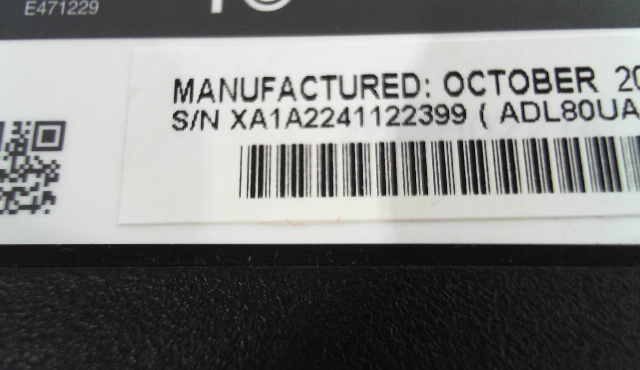 E471229
MANUFACTURED: OCTOBER 20
S/N XA1A2241122399 ( ADL80UA